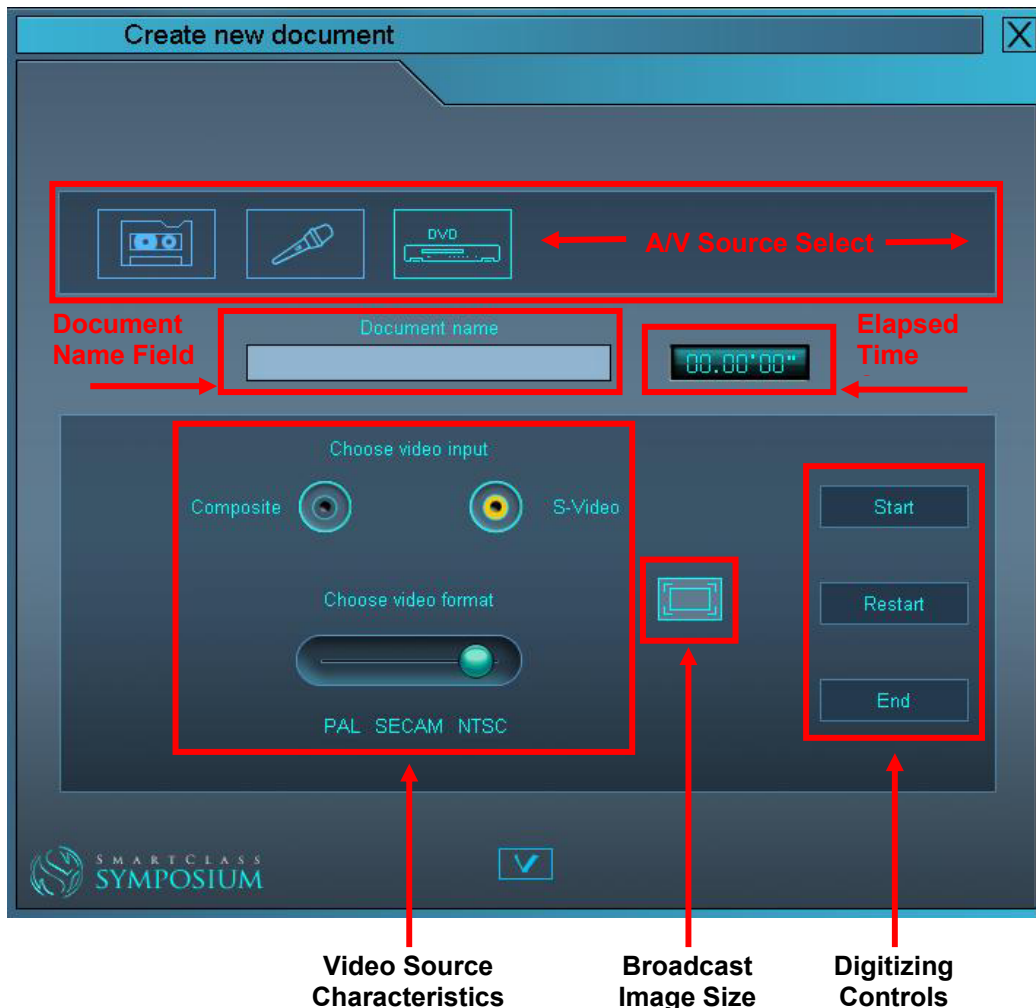 Create new document
X
DVD
A/V Source Select
Document
Name Field
Document name
00.00'00"
Elapsed
Time
Choose video input
Composite
S-Video
Start
Choose video format
Restart
PAL SECAM NTSC
End
SMARTCLASS
SYMPOSIUM
Video Source
Characteristics
Broadcast
Image Size
Digitizing
Controls